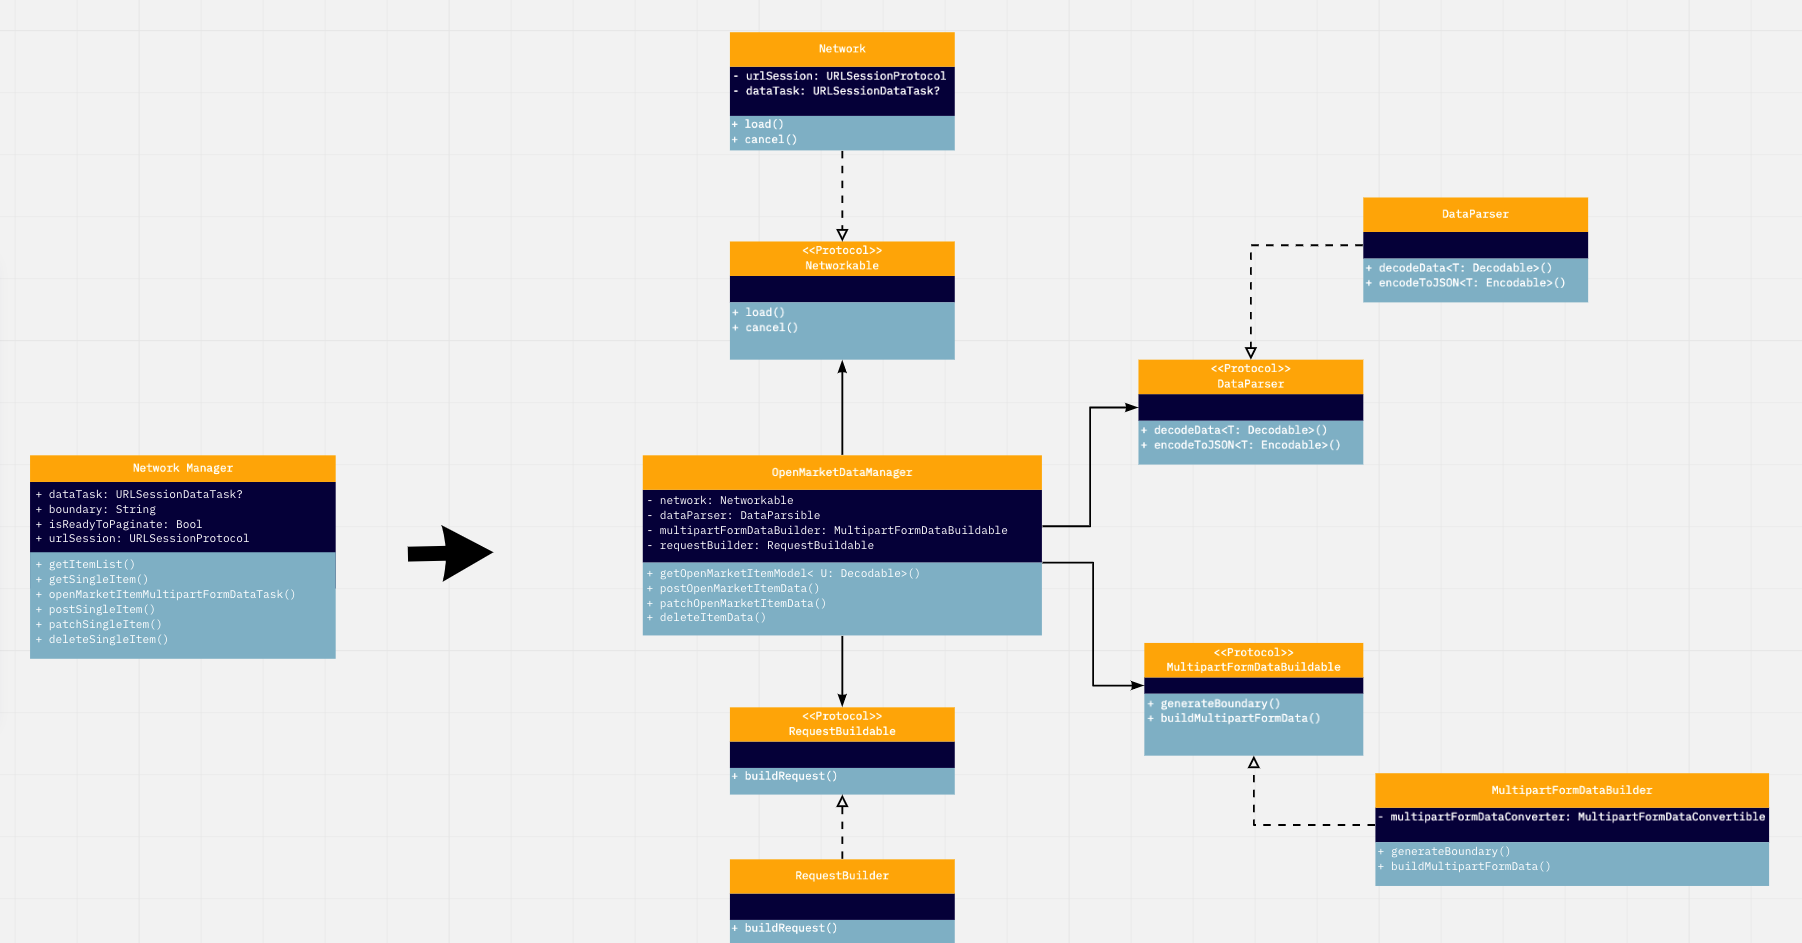 Network
- urlSession: URLSessionProtocol
- dataTask: URLSessionDataTask?
+ load()
+ cancel()
<<Protocol>>
Networkable
+ load()
+ cancel()
DataParser
+ decodeData<T: Decodable>()
+ encodeToJSON<T: Encodable>()
<<Protocol>>
DataParser
+ decodeData<T: Decodable>()
+ encodeToJSON<T: Encodable>()
Network Manager
+ dataTask: URLSessionDataTask?
+ boundary: String
+ isReadyToPaginate: Bool
+ urlSession: URLSessionProtocol
+ getItemList()
+ getSingleItem()
+ openMarketItemMultipartFormDataTask()
+ postSingleItem()
+ patchSingleItem()
+ deleteSingleItem()
OpenMarketDataManager
- network: Networkable
- dataParser: DataParsible
- multipartFormDataBuilder: MultipartFormDataBuildable
- requestBuilder: RequestBuildable
+ getOpenMarketItemModel< U: Decodable>()
+ postOpenMarketItemData()
+ patchOpenMarketItemData()
+ deleteItemData()
<<Protocol>>
MultipartFormDataBuildable
+ generateBoundary()
+ buildMultipartFormData()
<<Protocol>>
RequestBuildable
+ buildRequest()
MultipartFormDataBuilder
- multipartFormDataConverter: MultipartFormDataConvertible
+ generateBoundary()
+ buildMultipartFormData()
RequestBuilder
+ buildRequest()